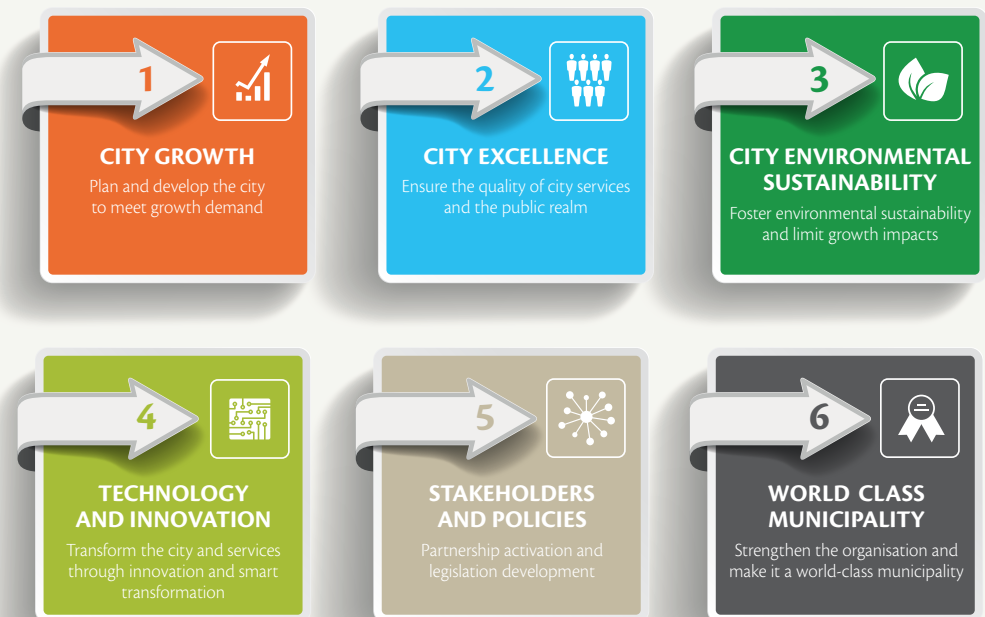 1
CITY GROWTH
Plan and develop the city
to meet growth demand
2
CITY EXCELLENCE
Ensure the quality of city services
and the public realm
3
CITY ENVIRONMENTAL
SUSTAINABILITY
Foster environmental sustainability
and limit growth impacts
4
TECHNOLOGY
AND INNOVATION
Transform the city and services
through innovation and smart
transformation
5
STAKEHOLDERS
AND POLICIES
Partnership activation and
legislation development
6
WORLD CLASS
MUNICIPALITY
Strengthen the organisation and
make it a world-class municipality